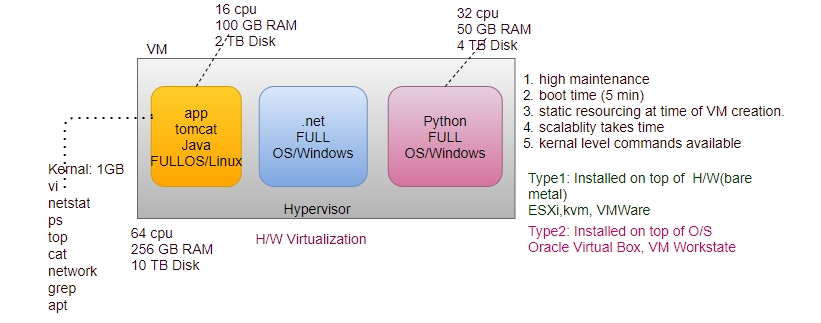 16 cpu
100 GB RAM
2 TB Disk
32 cpu
50 GB RAM
4 TB Disk
VM
app
tomcat
Java
FULLOS/Linux
.net
FULL
OS/Windows
Python
FULL
OS/Windows
Hypervisor
1. high maintenance
2. boot time (5 min)
3. static resourcing at time of VM creation.
4. scalablity takes time
5. kernal level commands available
Kernal: 1GB
vi
netstat
ps
top
cat
network
grep
apt
64 cpu
256 GB RAM
10 TB Disk
H/W Virtualization
Type1: Installed on top of H/W(bare
metal)
ESXi,kvm, VMWare
Type2: Installed on top of O/S
Oracle Virtual Box, VM Workstate